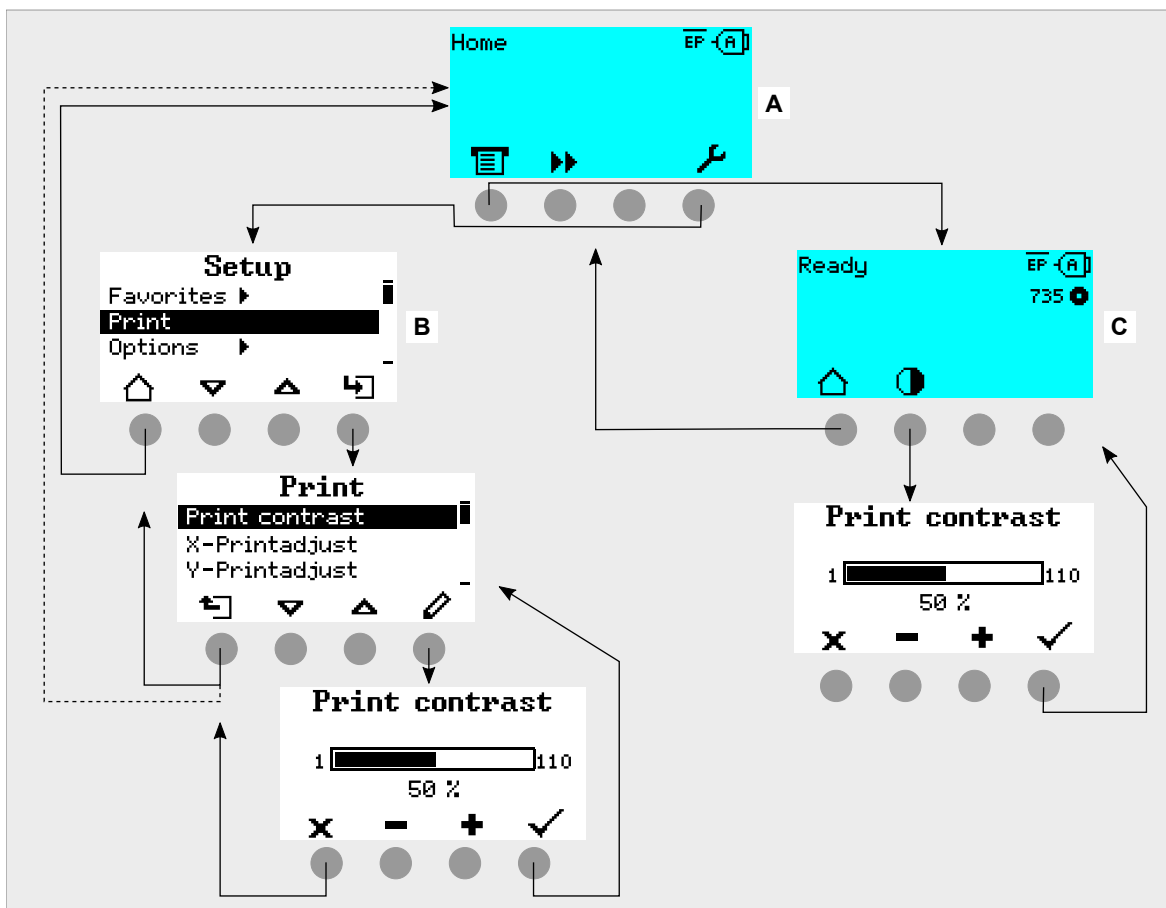 Home EP A
A
Setup
Favorites
Print
Options
B
Ready EP A
735
C
Print
Print contrast
X-Printadjust
Y-Printadjust
Print contrast
1 110
50 %
Print contrast
1 110
50 %